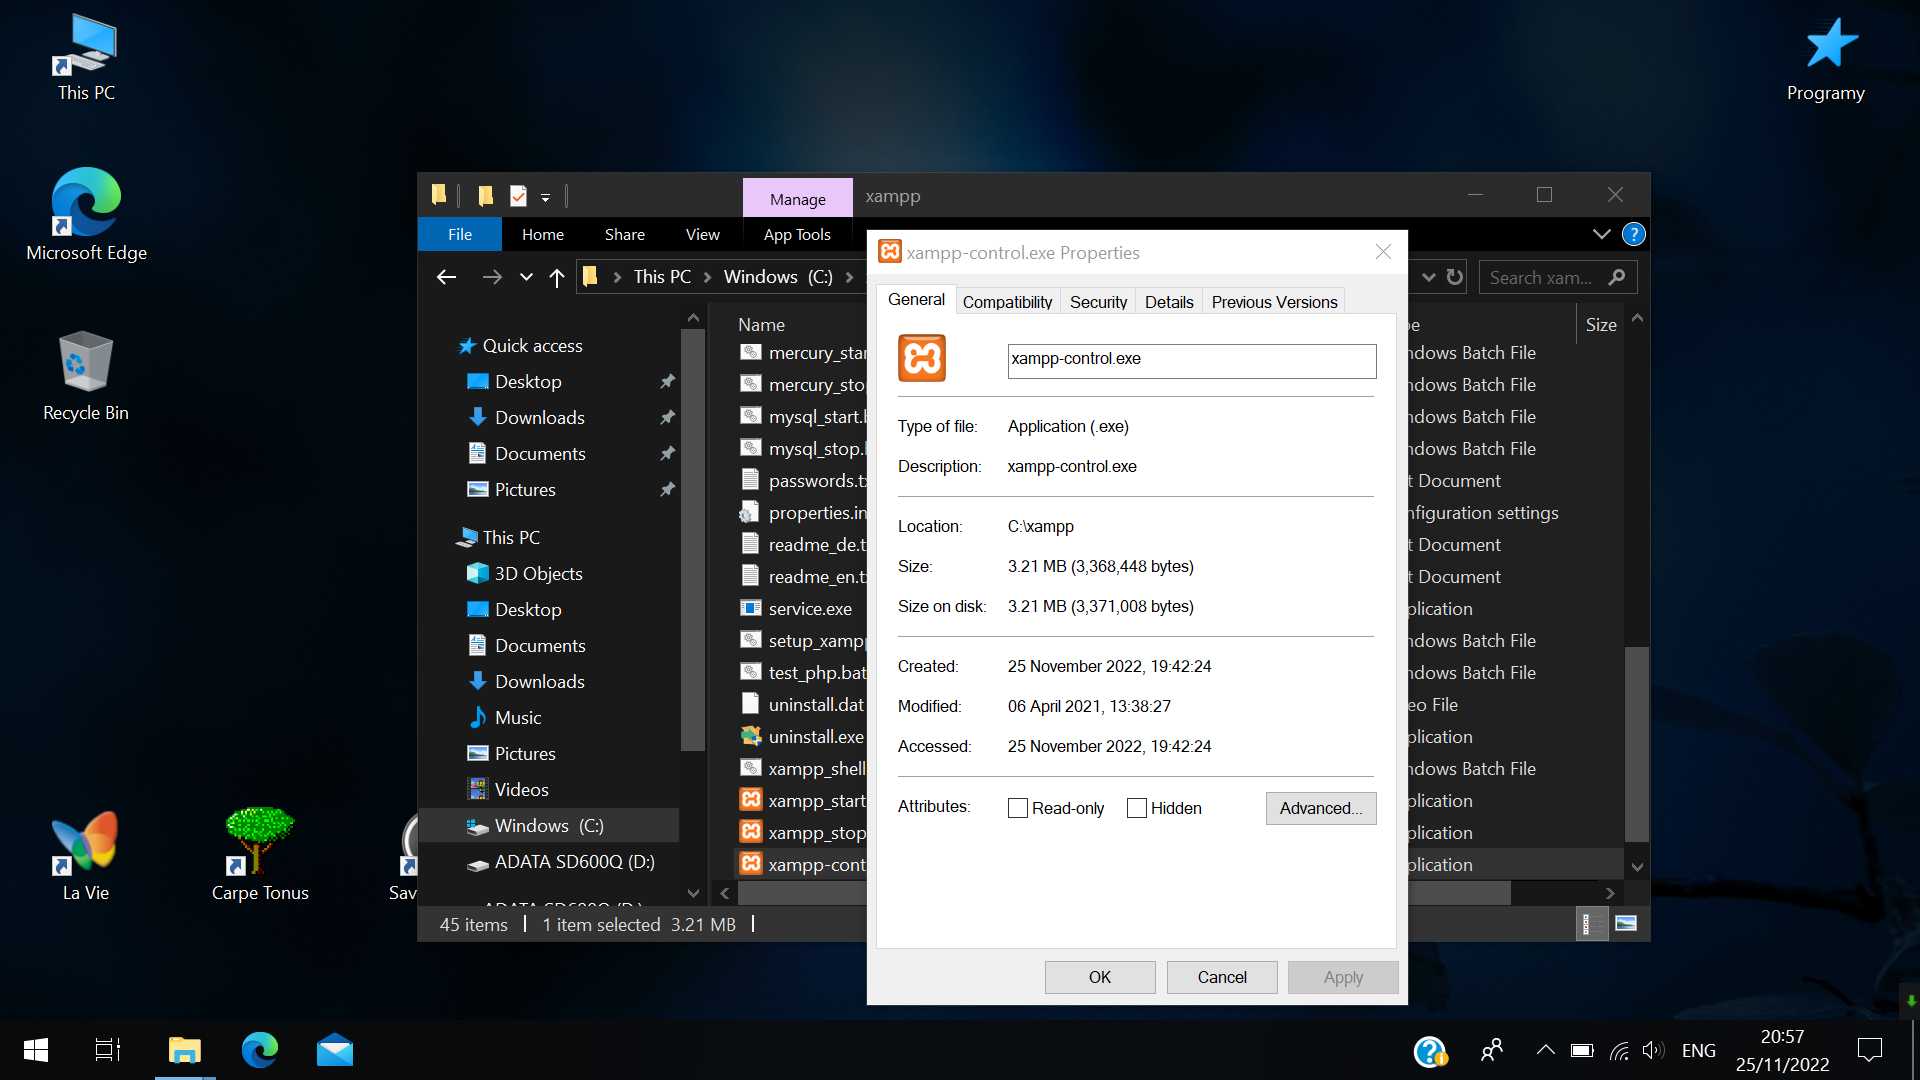 This PC
Programy
Microsoft Edge
Recycle Bin
La Vie
Carpe Tonus
Sav
Manage
xampp
File
Home
Share
View
App Tools
This PC
Windows (C:)
Search xam...
Quick access
Desktop
Downloads
Documents
Pictures
This PC
3D Objects
Desktop
Documents
Downloads
Music
Pictures
Videos
Windows (C:)
ADATA SD600Q (D:)
ADATA SD600Q (D:)
Name
Size
mercury_star
mercury_stop
mysql_start.b
mysql_stop.
passwords.tx
properties.in
readme_de.t
readme_en.tx
service.exe
setup_xampp
test_php.bat
uninstall.dat
uninstall.exe
xampp_shell
xampp_start
xampp_stop
xampp-cont
pe
ndows Batch File
ndows Batch File
ndows Batch File
ndows Batch File
t Document
nfiguration settings
t Document
t Document
plication
ndows Batch File
ndows Batch File
eo File
plication
ndows Batch File
plication
plication
plication
45 items
1 item selected 3.21 MB
xampp-control.exe Properties
General
Compatibility
Security
Details
Previous Versions
xampp-control.exe
Type of file: Application (.exe)
Description: xampp-control.exe
Location: C:\xampp
Size: 3.21 MB (3,368,448 bytes)
Size on disk: 3.21 MB (3,371,008 bytes)
Created: 25 November 2022, 19:42:24
Modified: 06 April 2021, 13:38:27
Accessed: 25 November 2022, 19:42:24
Attributes: Read-only Hidden Advanced...
OK
Cancel
Apply
ENG
20:57
25/11/2022